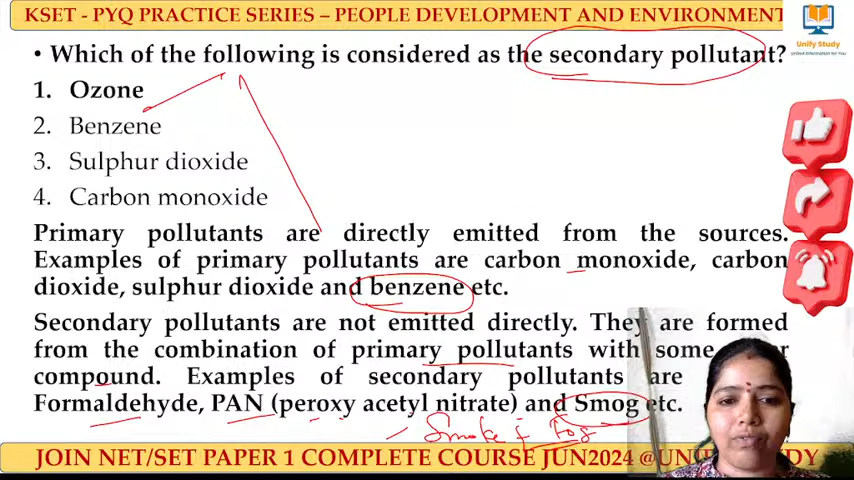 KSET - PYQ PRACTICE SERIES – PEOPLE DEVELOPMENT AND ENVIRONMENT
Unify Study
• Which of the following is considered as the secondary pollutant?
1. Ozone
2. Benzene
3. Sulphur dioxide
4. Carbon monoxide
Primary pollutants are directly emitted from the sources.
Examples of primary pollutants are carbon monoxide, carbon
dioxide, sulphur dioxide and benzene etc.
Secondary pollutants are not emitted directly. They are formed
from the combination of primary pollutants with some
compound. Examples of secondary pollutants are
Formaldehyde, PAN (peroxy acetyl nitrate) and Smog etc.
Smoke + Fog
JOIN NET/SET PAPER 1 COMPLETE COURSE JUN2024 @